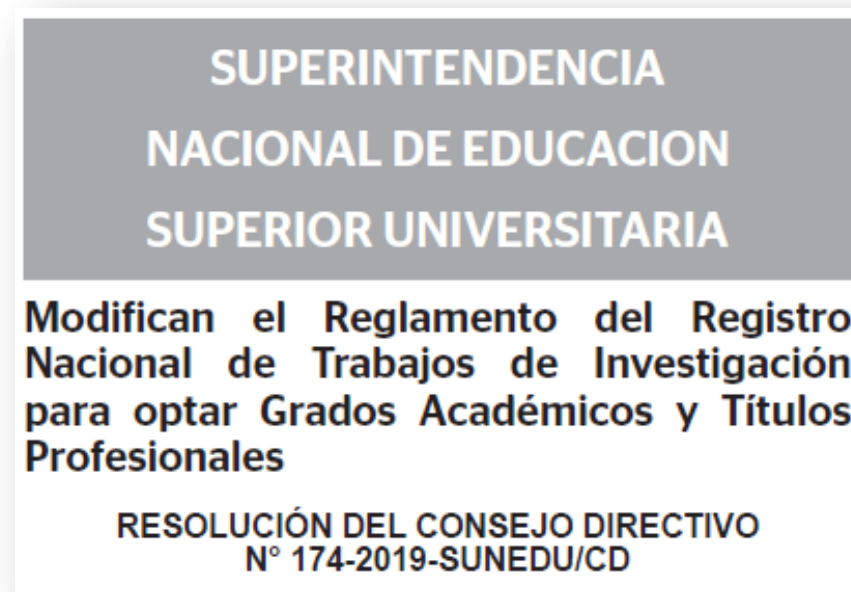 SUPERINTENDENCIA
NACIONAL DE EDUCACION
SUPERIOR UNIVERSITARIA
Modifican el Reglamento del Registro
Nacional de Trabajos de Investigación
para optar Grados Académicos y Títulos
Profesionales
RESOLUCIÓN DEL CONSEJO DIRECTIVO
N° 174-2019-SUNEDU/CD